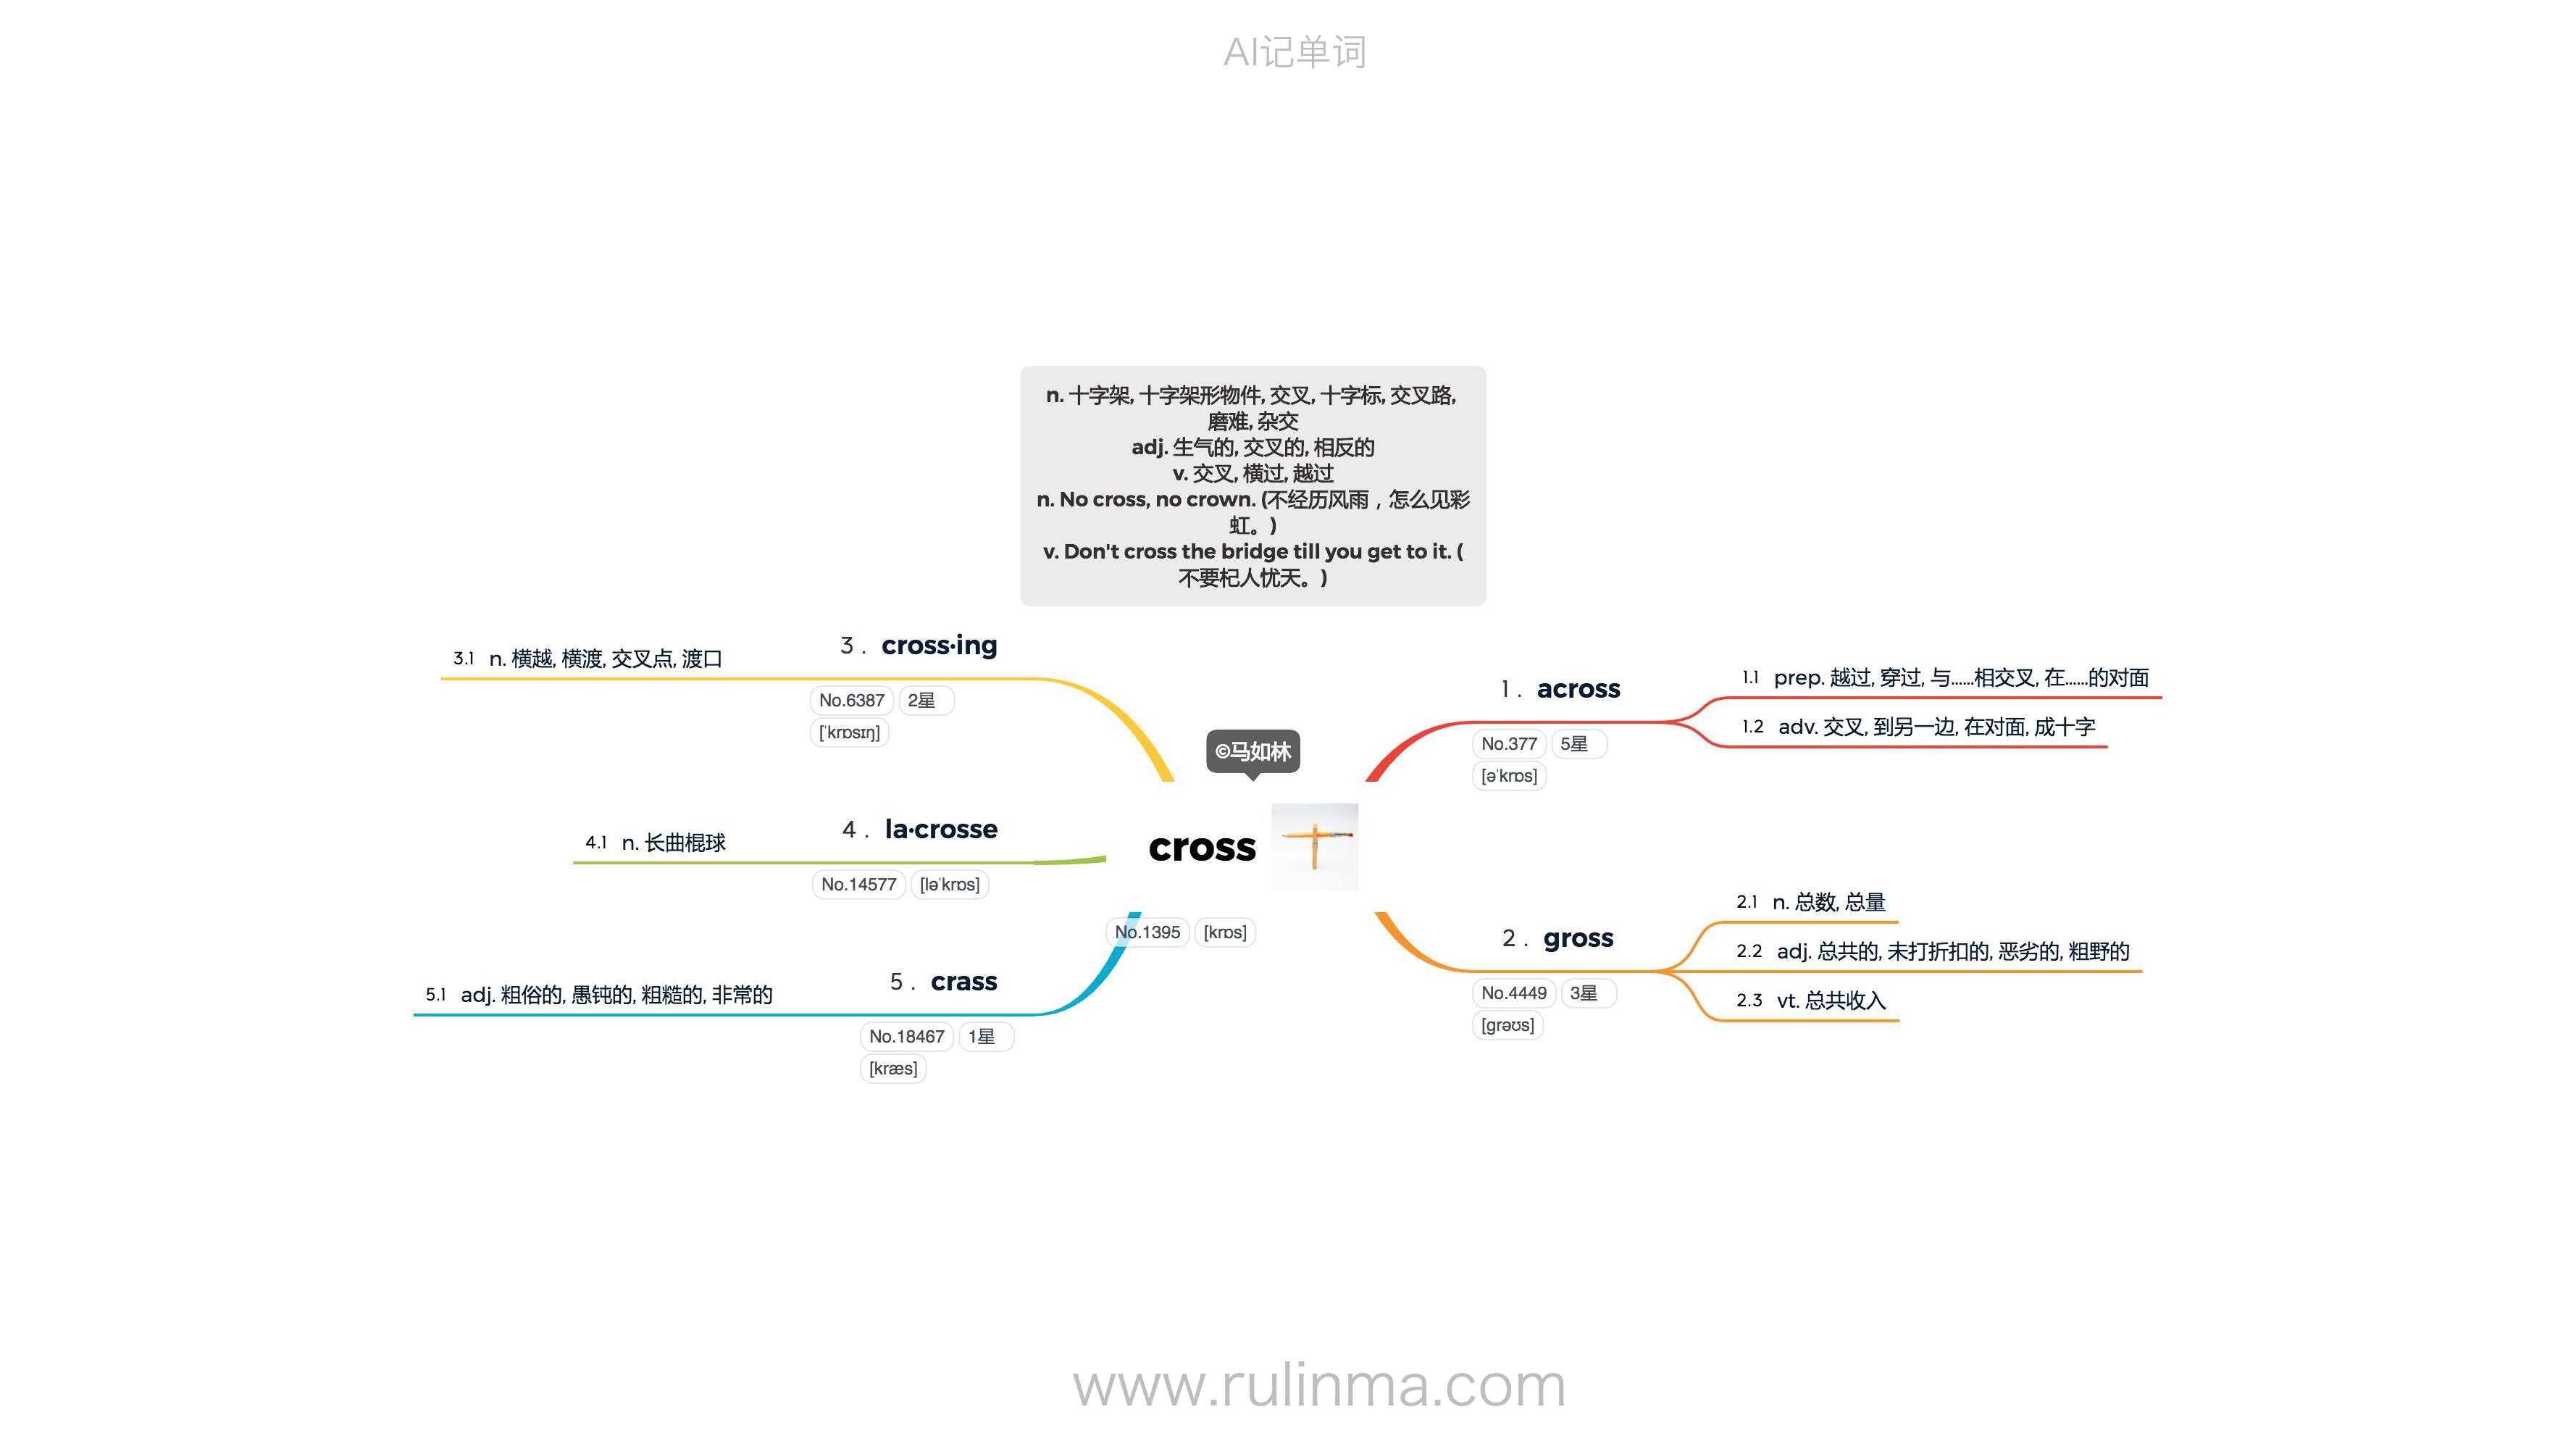 AI记单词
n. 十字架, 十字架形物件, 交叉, 十字标, 交叉路,
磨难, 杂交
adj. 生气的, 交叉的, 相反的
v. 交叉, 横过, 越过
n. No cross, no crown. (不经历风雨，怎么见彩
虹。)
v. Don't cross the bridge till you get to it. (
不要杞人忧天。)
©马如林
cross
No.1395 [krɒs]
1 . across
No.377 5星
[əˈkrɒs]
1.1 prep. 越过, 穿过, 与……相交叉, 在……的对面
1.2 adv. 交叉, 到另一边, 在对面, 成十字
2 . gross
No.4449 3星
[grəʊs]
2.1 n. 总数, 总量
2.2 adj. 总共的, 未打折扣的, 恶劣的, 粗野的
2.3 vt. 总共收入
3 . cross·ing
No.6387 2星
[ˈkrɒsɪŋ]
3.1 n. 横越, 横渡, 交叉点, 渡口
4 . la·crosse
No.14577 [ləˈkrɒs]
4.1 n. 长曲棍球
5 . crass
No.18467 1星
[kræs]
5.1 adj. 粗俗的, 愚钝的, 粗糙的, 非常的
www.rulinma.com